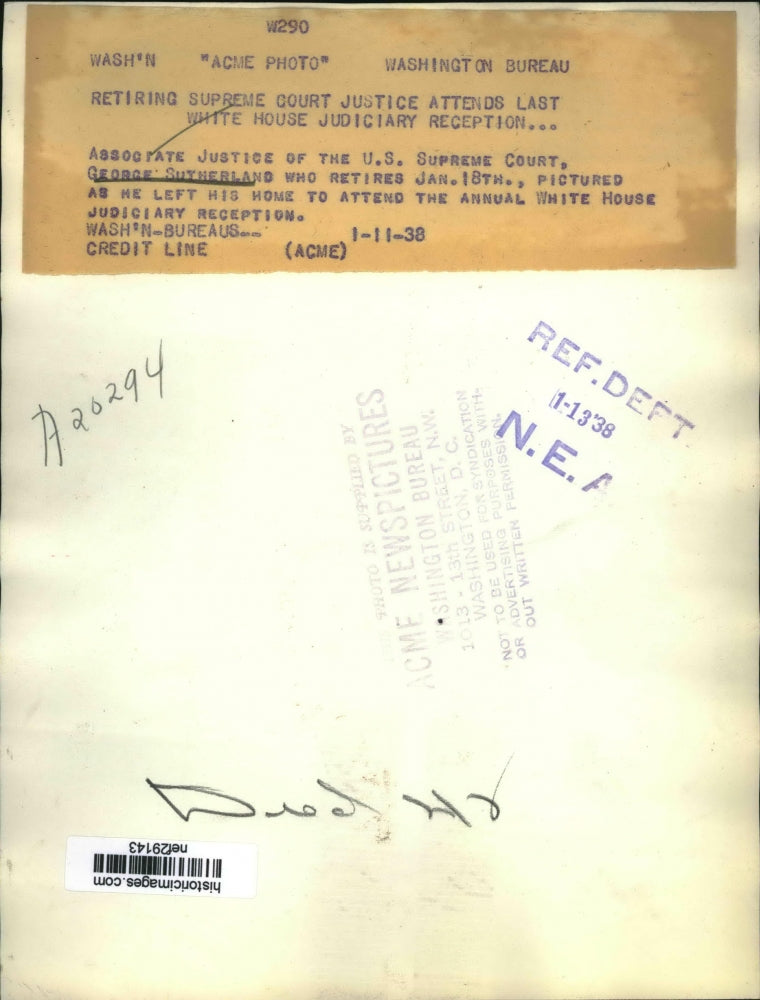 W290
WASH'N "ACME PHOTO" WASHINGTON BUREAU
RETIRING SUPREME COURT JUSTICE ATTENDS LAST
WHITE HOUSE JUDICIARY RECEPTION...
ASSOCIATE JUSTICE OF THE U.S. SUPREME COURT,
GEORGE SUTHERLAND WHO RETIRES JAN.18TH., PICTURED
AS HE LEFT HIS HOME TO ATTEND THE ANNUAL WHITE HOUSE
JUDICIARY RECEPTION.
WASH'N-BUREAUS-- 1-11-38
CREDIT LINE (ACME)
A20294
REF.DEPT
1-13'38
N.E.A
THIS PHOTO IS SUPPLIED BY
ACME NEWSPICTURES
WASHINGTON BUREAU
1013 - 13th STREET, N.W.
WASHINGTON, D. C.
NOT TO BE USED FOR SYNDICATION
OR ADVERTISING PURPOSES WITH-
OUT WRITTEN PERMISSION.
Dead
historicimages.com
nef29143